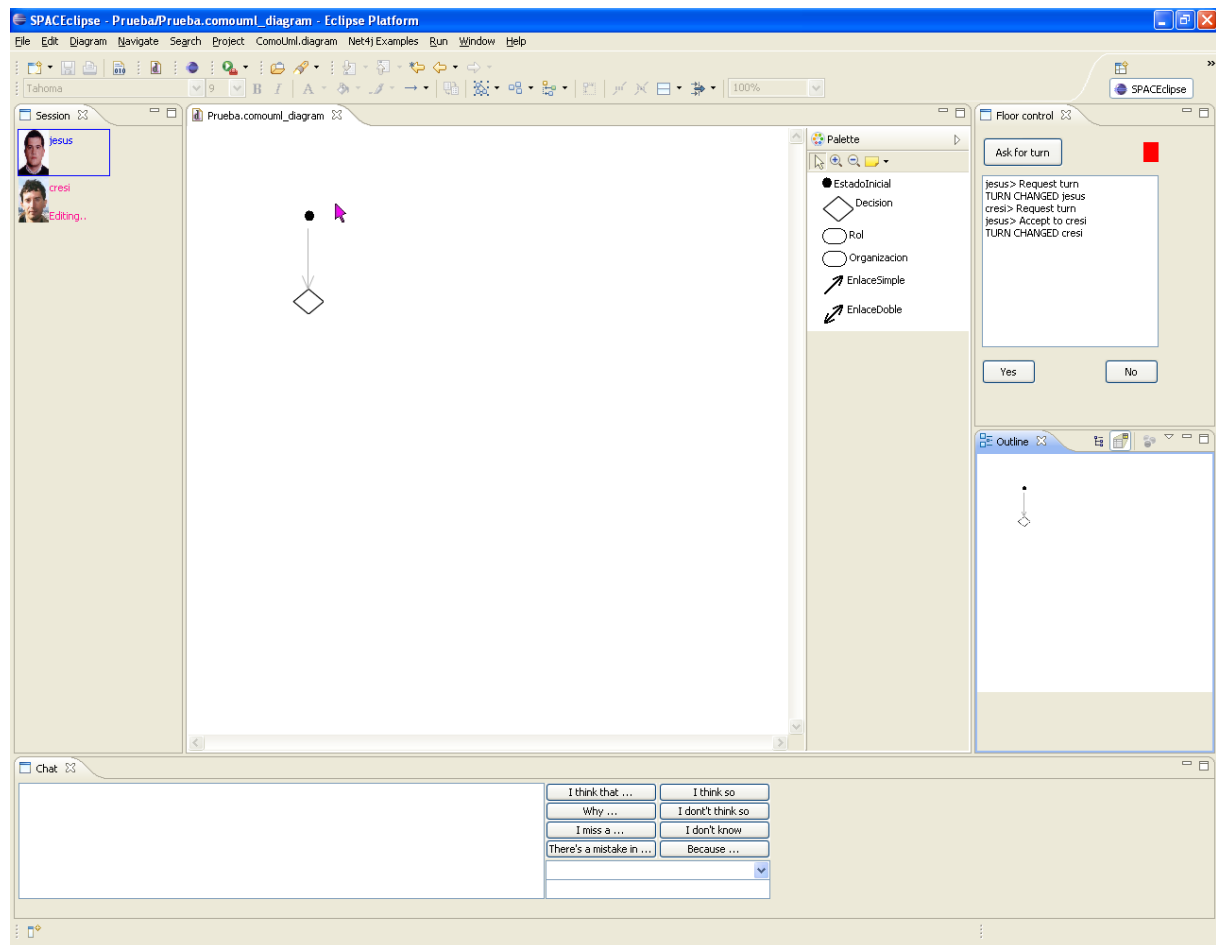 SPACEclipse - Prueba/Prueba.comouml_diagram - Eclipse Platform
File Edit Diagram Navigate Search Project ComoUml.diagram Net4j Examples Run Window Help
Tahoma 9 B I A 100%
SPACEclipse
Session
jesus
cresi
Editing..
Prueba.comouml_diagram
Palette
EstadoInicial
Decision
Rol
Organizacion
EnlaceSimple
EnlaceDoble
Floor control
Ask for turn
jesus> Request turn
TURN CHANGED jesus
cresi> Request turn
jesus> Accept to cresi
TURN CHANGED cresi
Yes No
Outline
Chat
I think that ... I think so
Why ... I dont't think so
I miss a ... I don't know
There's a mistake in ... Because ...